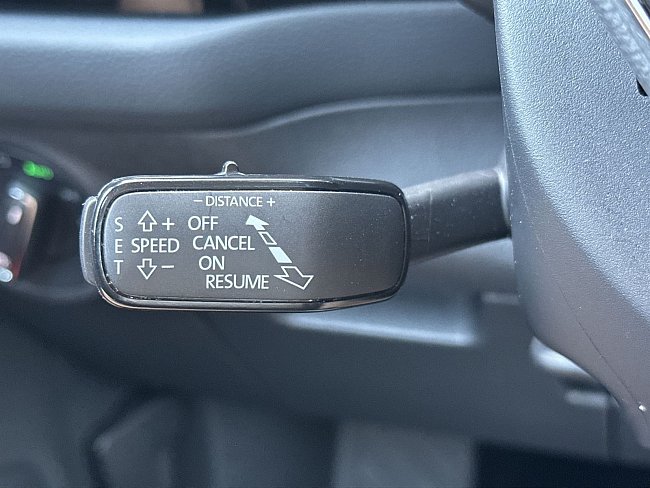 − DISTANCE +
S + OFF
E SPEED CANCEL
T − ON
RESUME